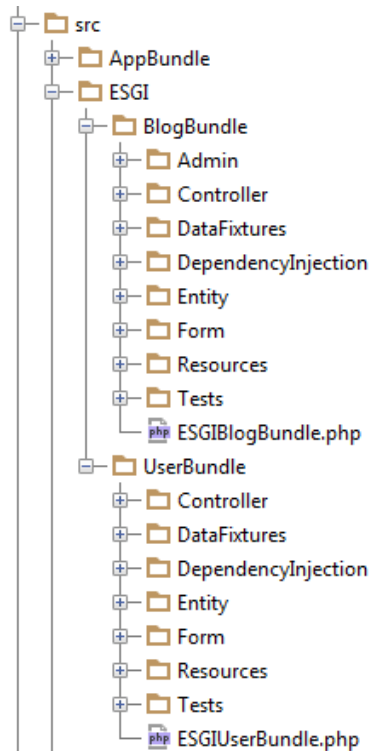 src
AppBundle
ESGI
BlogBundle
Admin
Controller
DataFixtures
DependencyInjection
Entity
Form
Resources
Tests
php ESGIBlogBundle.php
UserBundle
Controller
DataFixtures
DependencyInjection
Entity
Form
Resources
Tests
php ESGIUserBundle.php